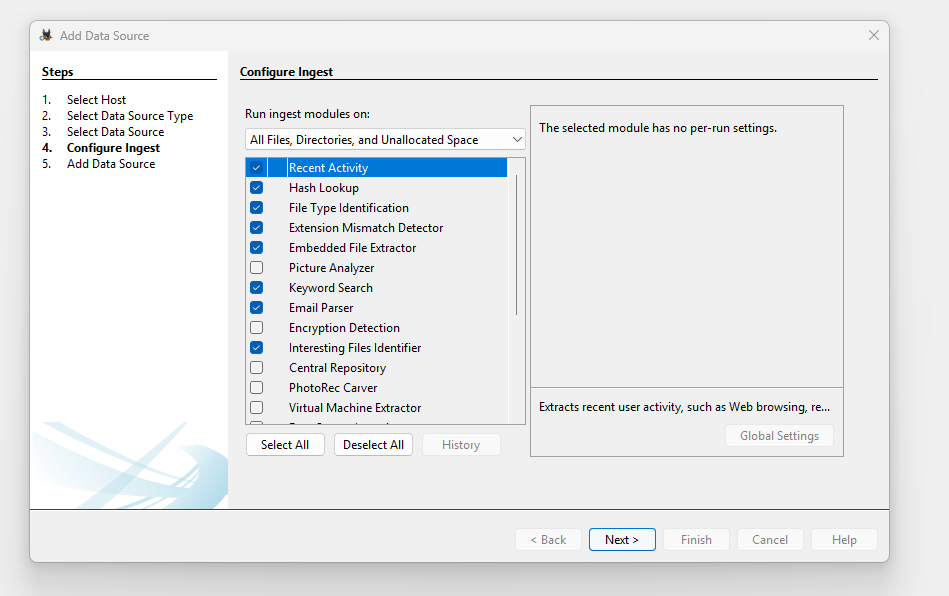 Add Data Source
Steps
1. Select Host
2. Select Data Source Type
3. Select Data Source
4. Configure Ingest
5. Add Data Source
Configure Ingest
Run ingest modules on:
All Files, Directories, and Unallocated Space
Recent Activity
Hash Lookup
File Type Identification
Extension Mismatch Detector
Embedded File Extractor
Picture Analyzer
Keyword Search
Email Parser
Encryption Detection
Interesting Files Identifier
Central Repository
PhotoRec Carver
Virtual Machine Extractor
Select All Deselect All History
The selected module has no per-run settings.
Extracts recent user activity, such as Web browsing, re...
Global Settings
< Back Next > Finish Cancel Help